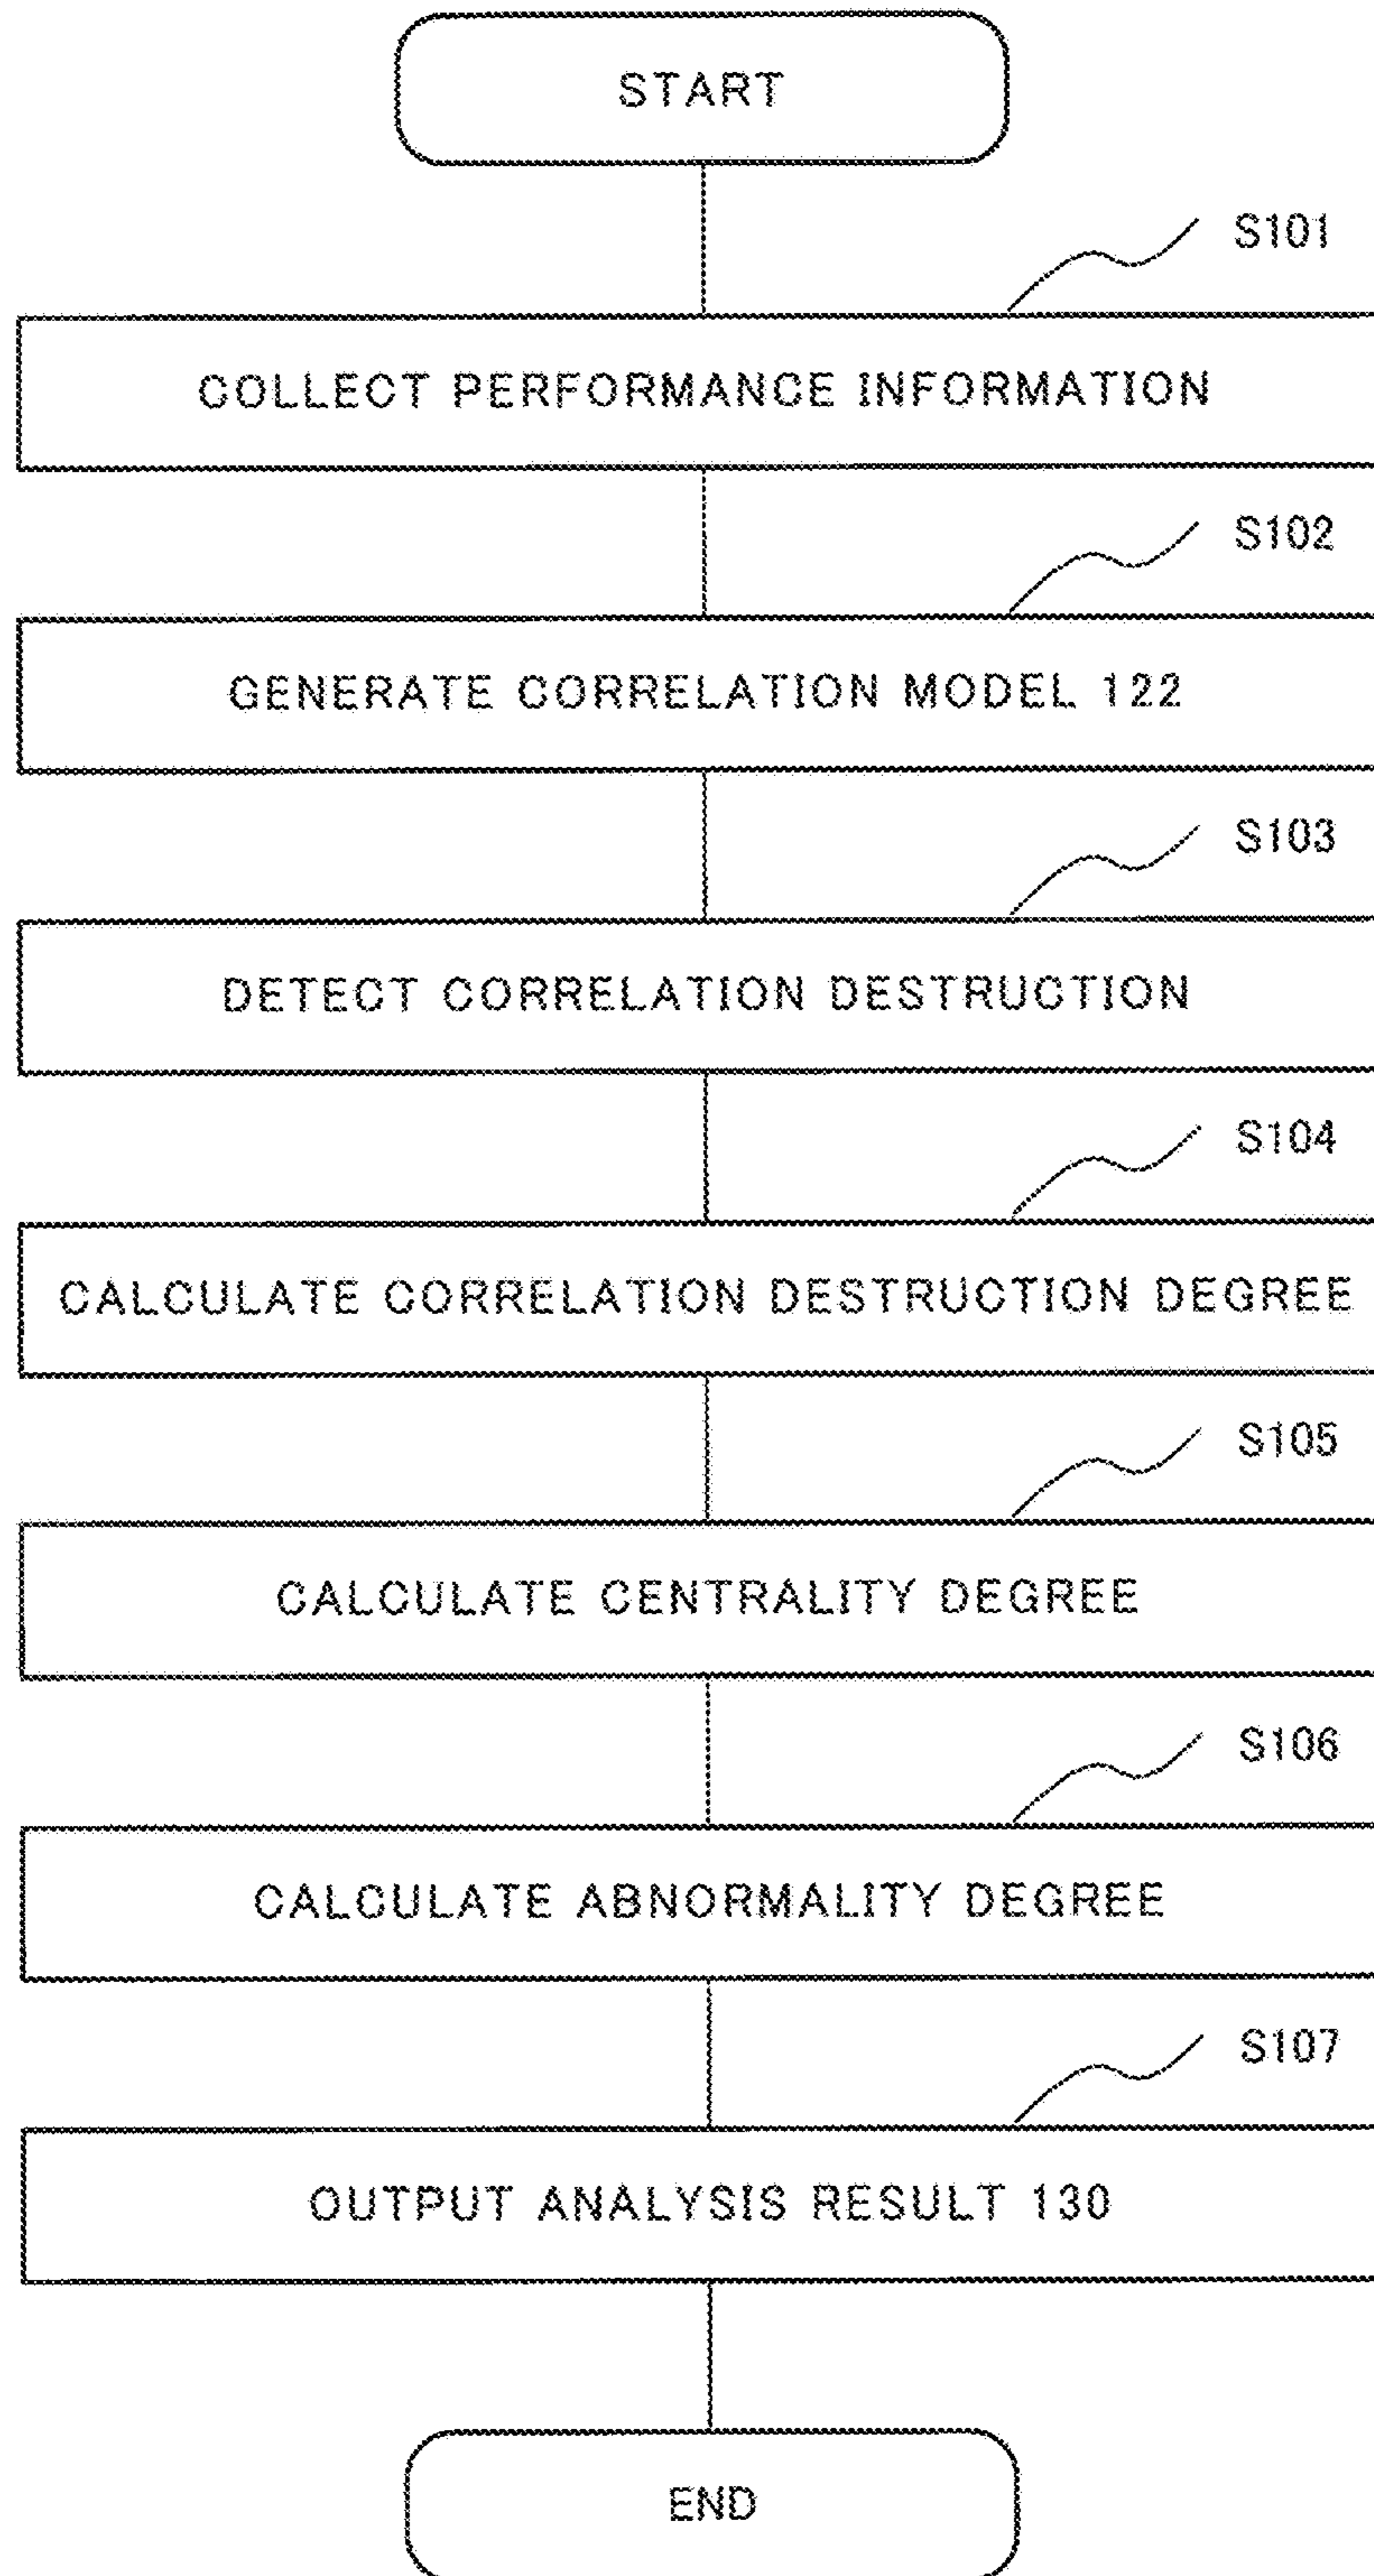 START
S101
COLLECT PERFORMANCE INFORMATION
S102
GENERATE CORRELATION MODEL 122
S103
DETECT CORRELATION DESTRUCTION
S104
CALCULATE CORRELATION DESTRUCTION DEGREE
S105
CALCULATE CENTRALITY DEGREE
S106
CALCULATE ABNORMALITY DEGREE
S107
OUTPUT ANALYSIS RESULT 130
END